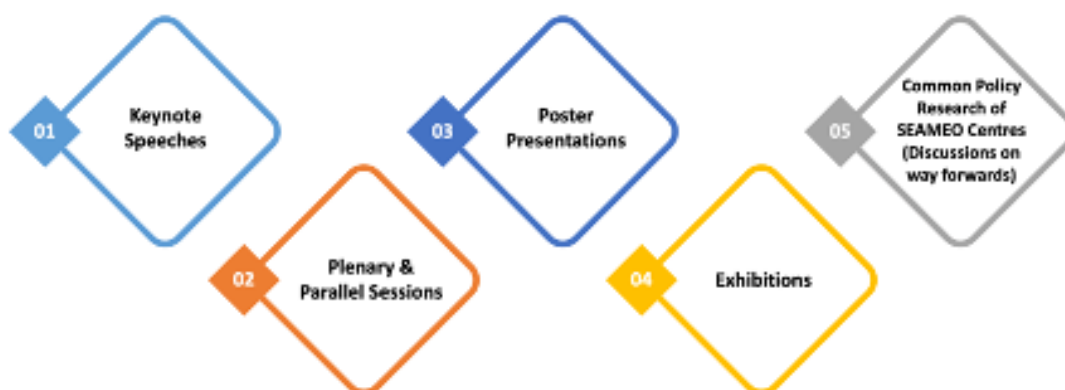 01
Keynote
Speeches
02
Plenary &
Parallel Sessions
03
Poster
Presentations
04
Exhibitions
05
Common Policy
Research of
SEAMEO Centres
(Discussions on
way forwards)